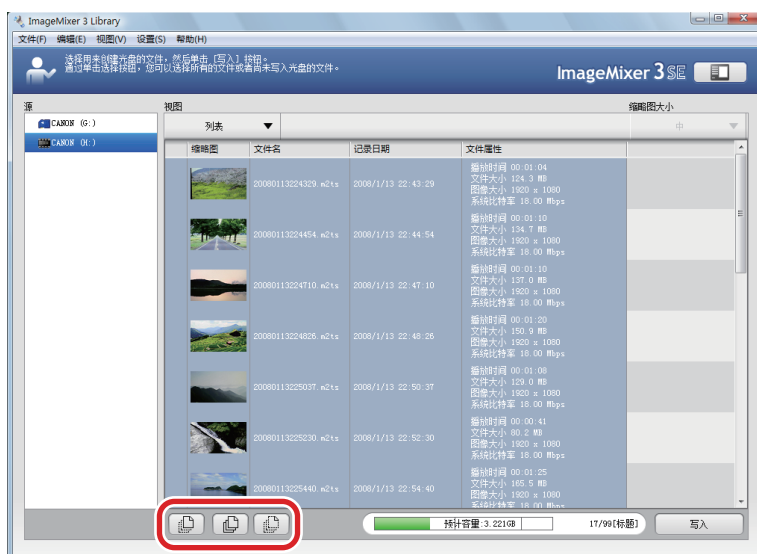 ImageMixer 3 Library
文件(F) 编辑(E) 视图(V) 设置(S) 帮助(H)
选择用来创建光盘的文件，然后单击 [写入] 按钮。
通过单击选择按钮，您可以选择所有的文件或者尚未写入光盘的文件。
ImageMixer 3 SE
源 视图 缩略图大小
CANON (G:)
列表 中
CANON (H:)
缩略图 文件名 记录日期 文件属性
播放时间 00:01:04
文件大小 124.3 MB
20080113224329.m2ts 2008/1/13 22:43:29
图像大小 1920 x 1080
系统比特率 18.00 Mbps
播放时间 00:01:10
文件大小 134.7 MB
20080113224454.m2ts 2008/1/13 22:44:54
图像大小 1920 x 1080
系统比特率 18.00 Mbps
播放时间 00:01:10
文件大小 137.0 MB
20080113224710.m2ts 2008/1/13 22:47:10
图像大小 1920 x 1080
系统比特率 18.00 Mbps
播放时间 00:01:20
文件大小 150.9 MB
20080113224826.m2ts 2008/1/13 22:48:26
图像大小 1920 x 1080
系统比特率 18.00 Mbps
播放时间 00:01:08
文件大小 129.0 MB
20080113225037.m2ts 2008/1/13 22:50:37
图像大小 1920 x 1080
系统比特率 18.00 Mbps
播放时间 00:00:41
文件大小 80.2 MB
20080113225230.m2ts 2008/1/13 22:52:30
图像大小 1920 x 1080
系统比特率 18.00 Mbps
播放时间 00:01:25
文件大小 165.5 MB
20080113225440.m2ts 2008/1/13 22:54:40
图像大小 1920 x 1080
系统比特率 18.00 Mbps
预计容量:3.221GB 17/99[标题] 写入